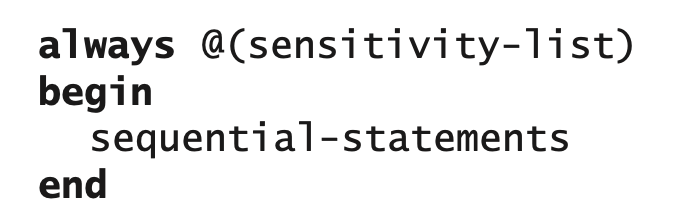 always @(sensitivity-list)
begin
sequential-statements
end